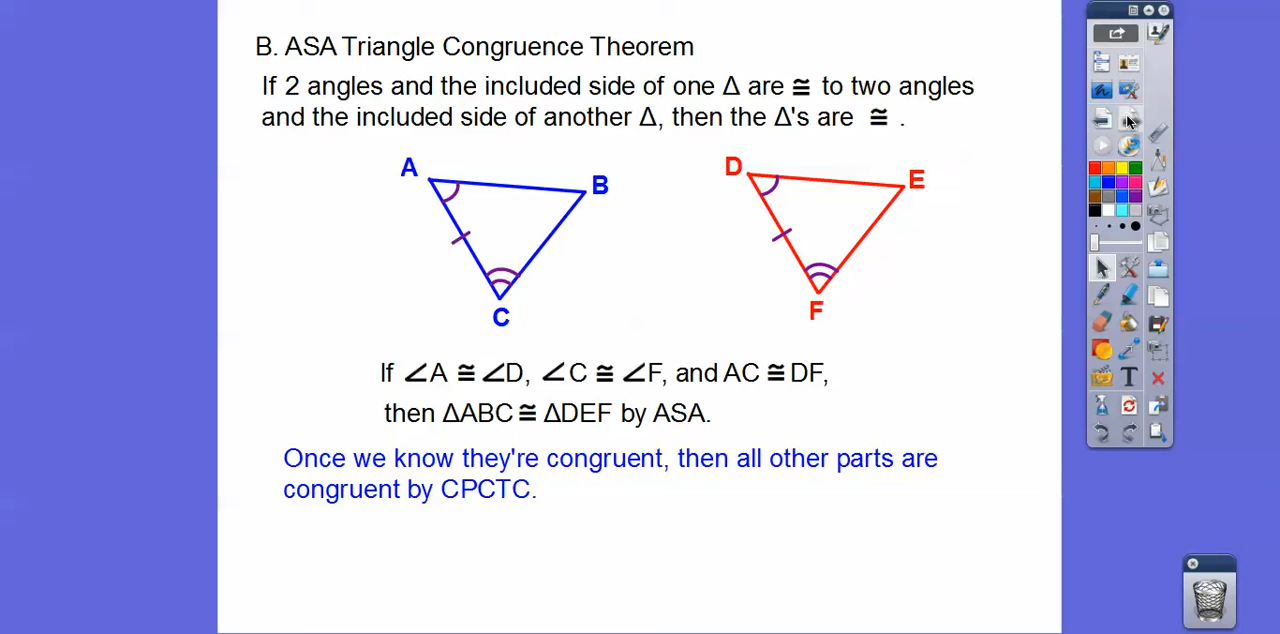 B. ASA Triangle Congruence Theorem
If 2 angles and the included side of one Δ are ≅ to two angles
and the included side of another Δ, then the Δ's are ≅ .
A
B
C
D
E
F
If ∠A ≅ ∠D, ∠C ≅ ∠F, and AC ≅ DF,
then ΔABC ≅ ΔDEF by ASA.
Once we know they're congruent, then all other parts are
congruent by CPCTC.